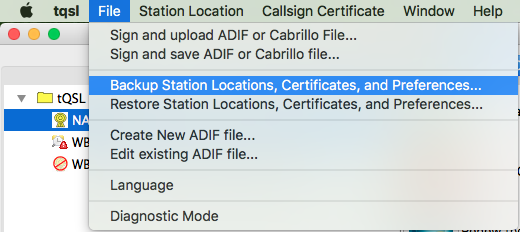 tqsl File Station Location Callsign Certificate Window Help
Sign and upload ADIF or Cabrillo File...
Sign and save ADIF or Cabrillo file...
Backup Station Locations, Certificates, and Preferences...
Restore Station Locations, Certificates, and Preferences...
Create New ADIF file...
Edit existing ADIF file...
Language
Diagnostic Mode
tQSL
NA
WB
WB